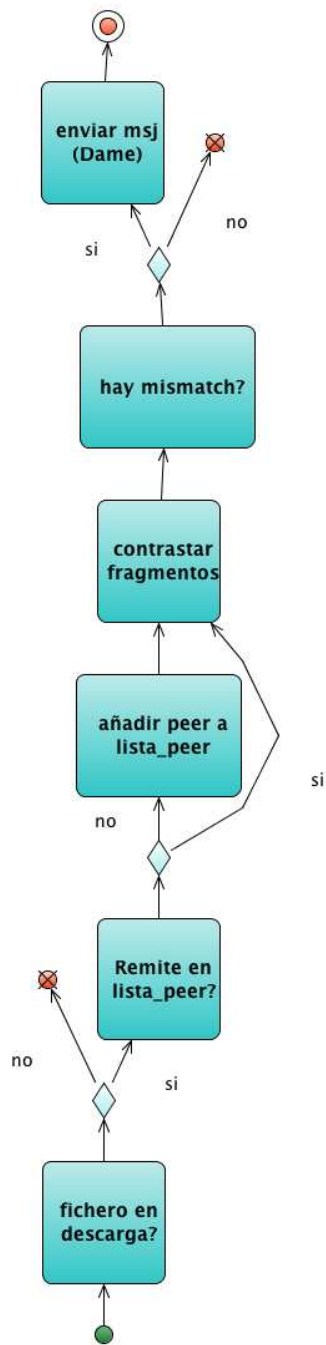 enviar msj
(Dame)
si
no
hay mismatch?
contrastar
fragmentos
añadir peer a
lista_peer
no
si
Remite en
lista_peer?
no
si
fichero en
descarga?